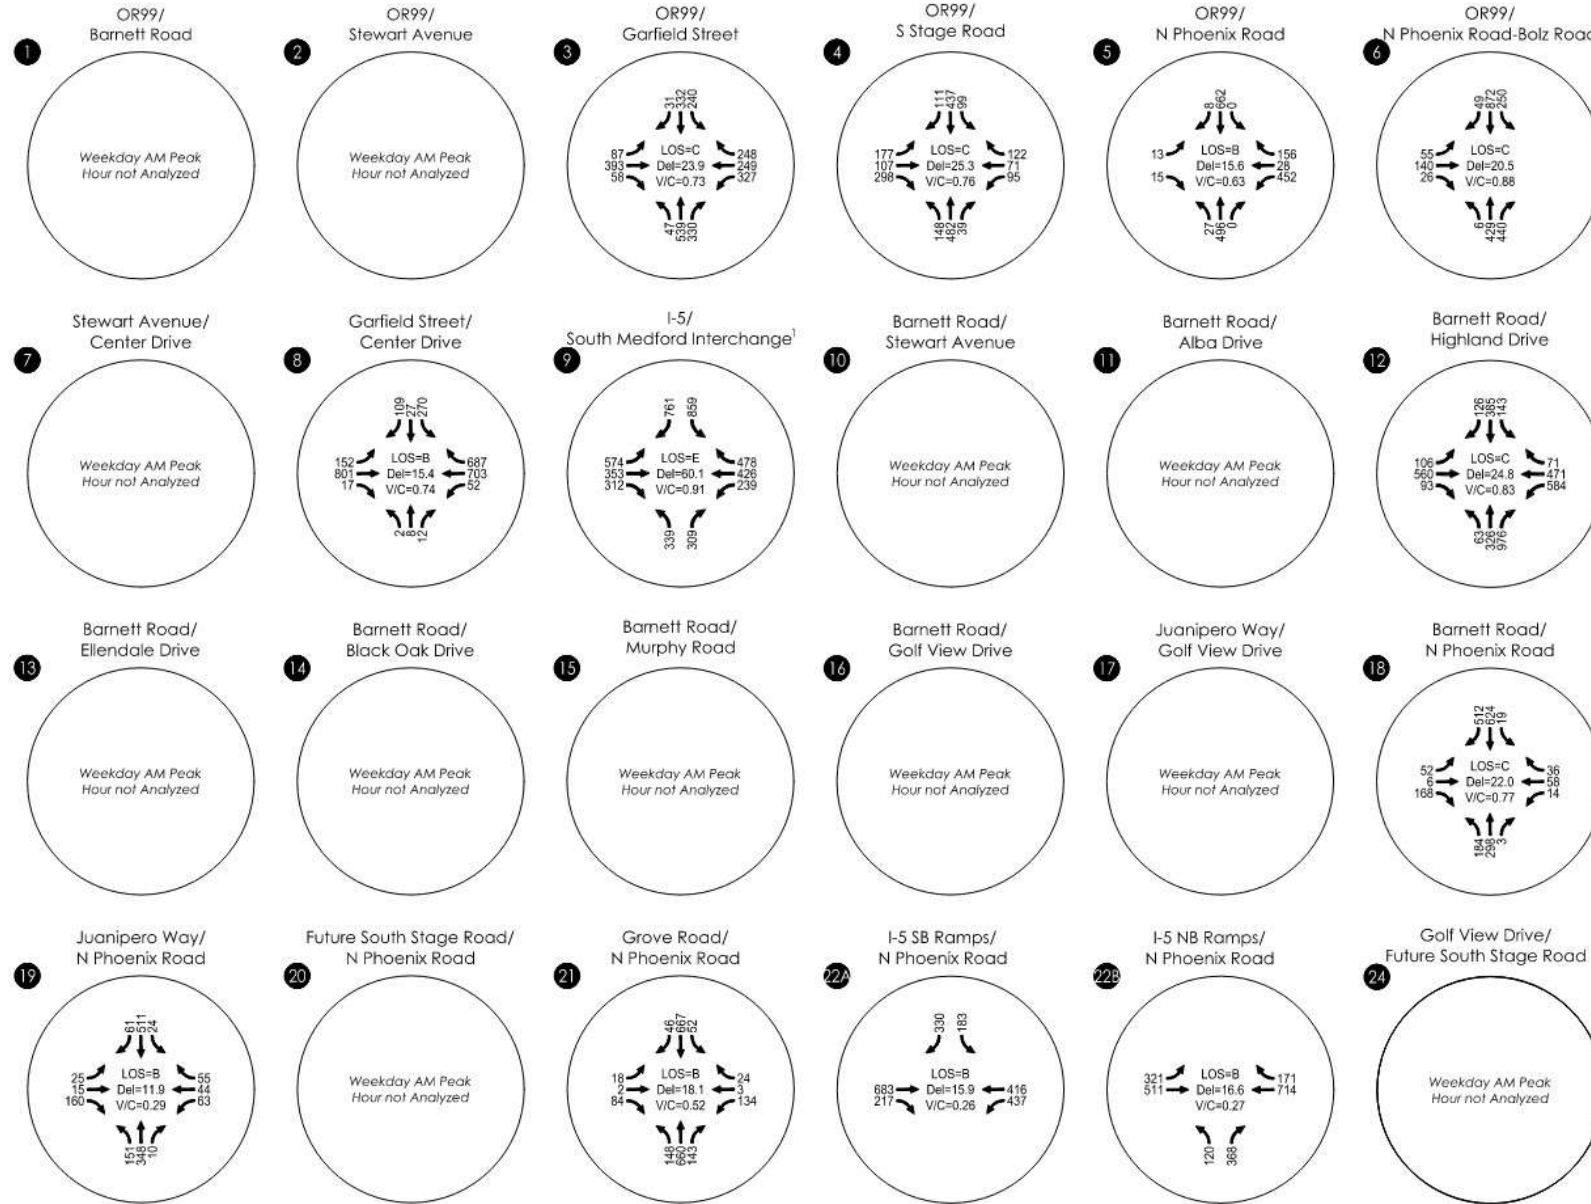 1
OR99/
Barnett Road
Weekday AM Peak
Hour not Analyzed
2
OR99/
Stewart Avenue
Weekday AM Peak
Hour not Analyzed
3
OR99/
Garfield Street
31 332 240
87 LOS=C 248
393 Del=23.9 249
58 V/C=0.73 327
47 539 330
4
OR99/
S Stage Road
111 437 99
177 LOS=C 122
107 Del=25.3 71
298 V/C=0.76 95
148 482 39
5
OR99/
N Phoenix Road
8 662 0
LOS=B
13 Del=15.6 156
28
15 V/C=0.63 452
27 496 0
6
OR99/
N Phoenix Road-Bolz Road
49 872 250
55 LOS=C
140 Del=20.5
26 V/C=0.88
6 429 440
7
Stewart Avenue/
Center Drive
Weekday AM Peak
Hour not Analyzed
8
Garfield Street/
Center Drive
109 27 270
152 LOS=B 687
801 Del=15.4 703
17 V/C=0.74 52
2 8 12
9
I-5/
South Medford Interchange¹
761 859
574 LOS=E 478
353 Del=60.1 426
312 V/C=0.91 239
339 309
10
Barnett Road/
Stewart Avenue
Weekday AM Peak
Hour not Analyzed
11
Barnett Road/
Alba Drive
Weekday AM Peak
Hour not Analyzed
12
Barnett Road/
Highland Drive
126 385 143
106 LOS=C 71
560 Del=24.8 471
93 V/C=0.83 584
63 326 976
13
Barnett Road/
Ellendale Drive
Weekday AM Peak
Hour not Analyzed
14
Barnett Road/
Black Oak Drive
Weekday AM Peak
Hour not Analyzed
15
Barnett Road/
Murphy Road
Weekday AM Peak
Hour not Analyzed
16
Barnett Road/
Golf View Drive
Weekday AM Peak
Hour not Analyzed
17
Juanipero Way/
Golf View Drive
Weekday AM Peak
Hour not Analyzed
18
Barnett Road/
N Phoenix Road
512 624 19
52 LOS=C 36
6 Del=22.0 58
168 V/C=0.77 14
184 298 3
19
Juanipero Way/
N Phoenix Road
61 511 24
25 LOS=B 55
15 Del=11.9 44
160 V/C=0.29 63
151 348 10
20
Future South Stage Road/
N Phoenix Road
Weekday AM Peak
Hour not Analyzed
21
Grove Road/
N Phoenix Road
46 667 52
18 LOS=B 24
2 Del=18.1 3
84 V/C=0.52 134
148 660 143
22A
I-5 SB Ramps/
N Phoenix Road
330 183
LOS=B
683 Del=15.9 416
217 V/C=0.26 437
22B
I-5 NB Ramps/
N Phoenix Road
321 LOS=B 171
511 Del=16.6 714
V/C=0.27
120 368
24
Golf View Drive/
Future South Stage Road
Weekday AM Peak
Hour not Analyzed